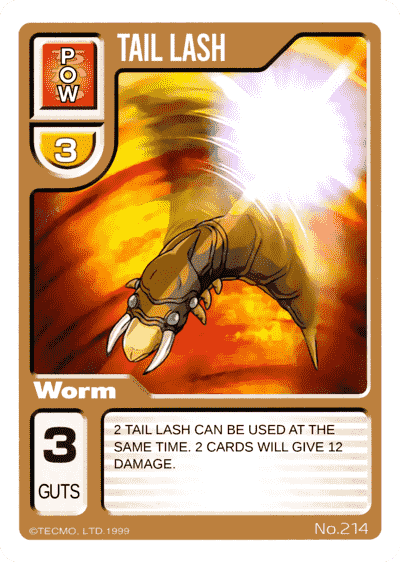 TAIL LASH
POW
3
Worm
3
GUTS
2 TAIL LASH CAN BE USED AT THE
SAME TIME. 2 CARDS WILL GIVE 12
DAMAGE.
©TECMO, LTD.1999
No.214